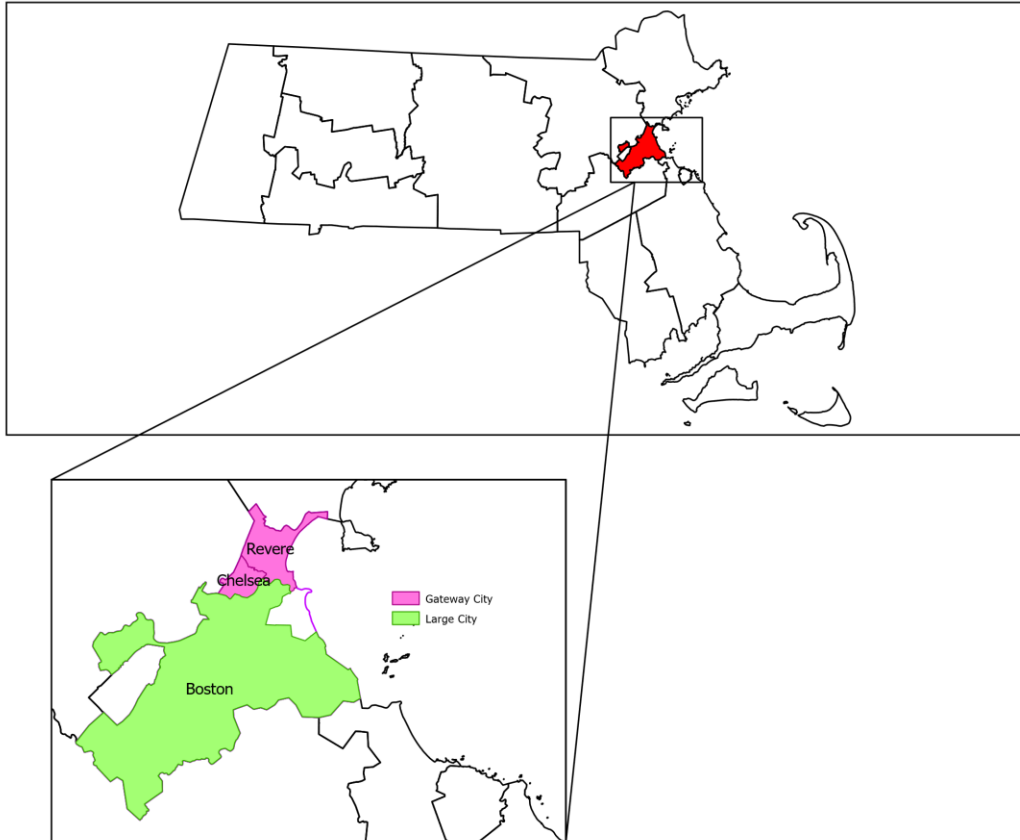 Revere
Chelsea
Gateway City
Large City
Boston